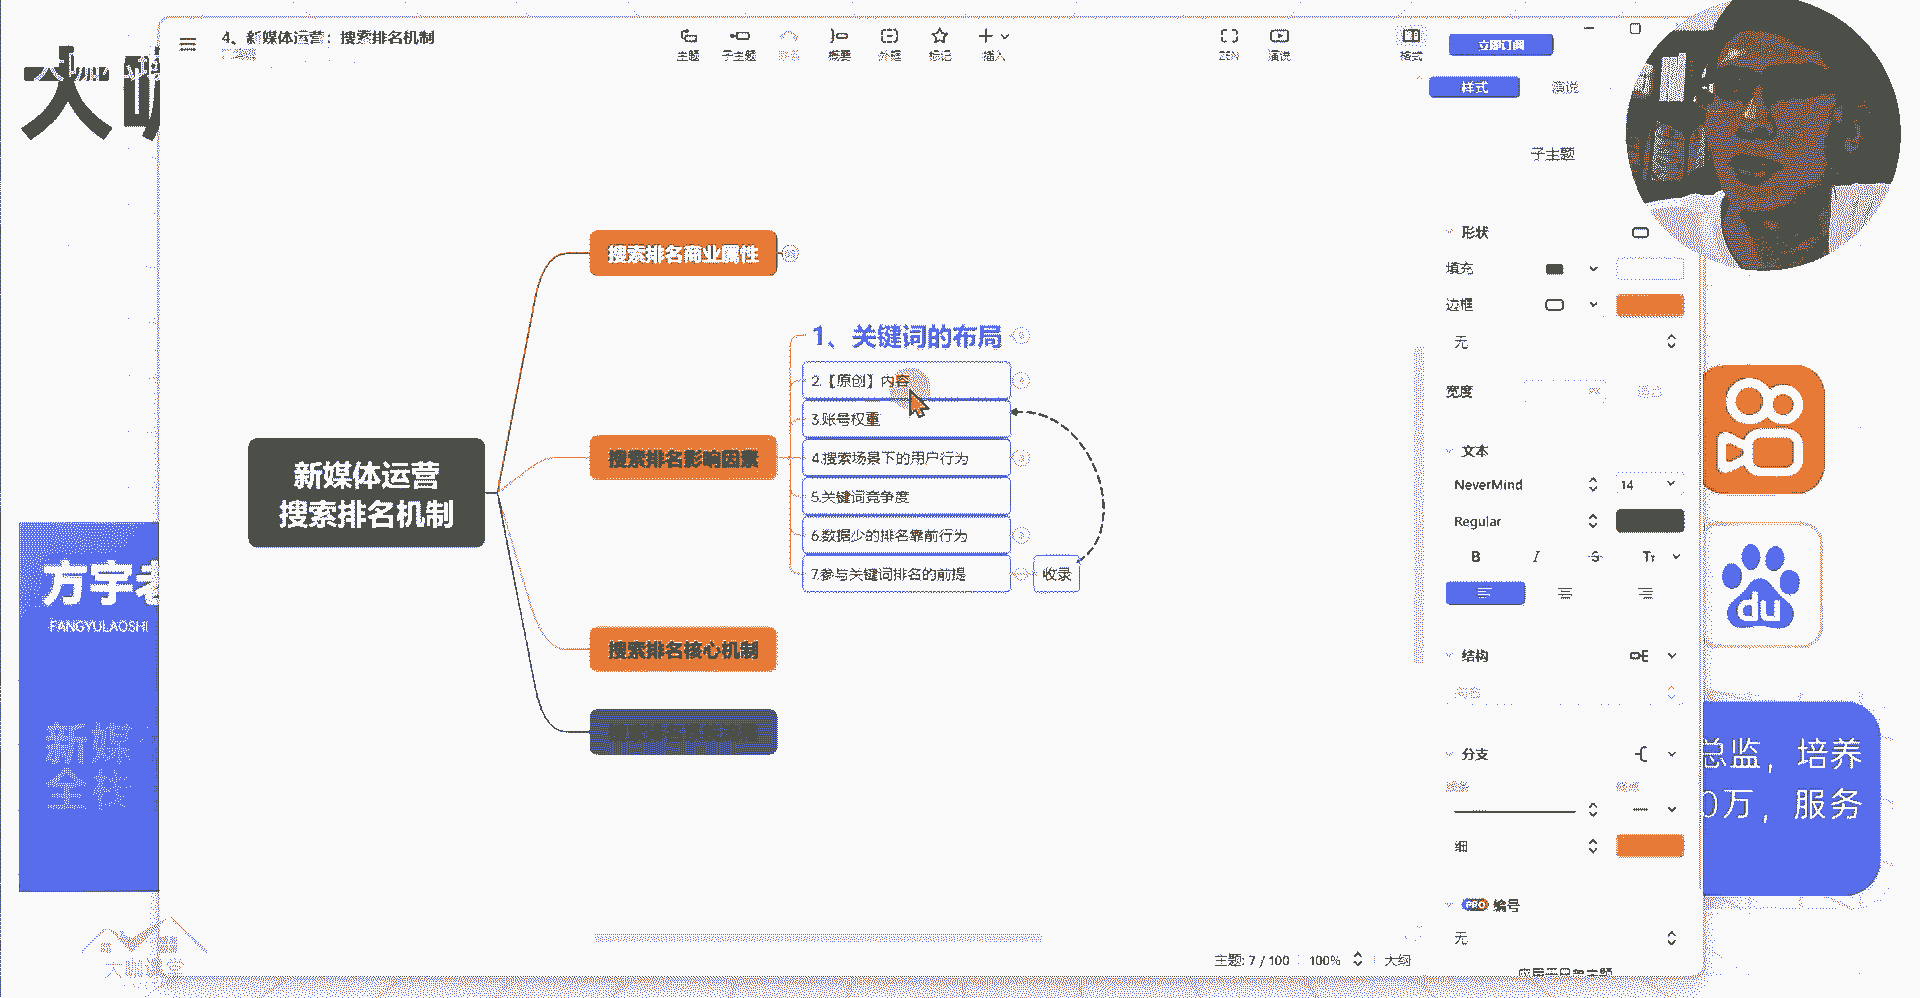 大咖
4、新媒体运营：搜索排名机制
主题
子主题
概要
外框
标记
插入
ZEN
演说
格式
立即订阅
样式
演说
子主题
形状
填充
边框
无
宽度
文本
NeverMind
14
Regular
B
I
S
Tт
结构
分支
细
PRO 编号
无
搜索排名商业属性
1、关键词的布局
2.【原创】内容
3.账号权重
4.搜索场景下的用户行为
5.关键词竞争度
6.数据少的排名靠前行为
7.参与关键词排名的前提
收录
新媒体运营
搜索排名机制
搜索排名影响因素
搜索排名核心机制
方宇老
FANGYULAOSHI
新媒
全栈
du
总监，培养
0万，服务
主题: 7 / 100
100%
大纲